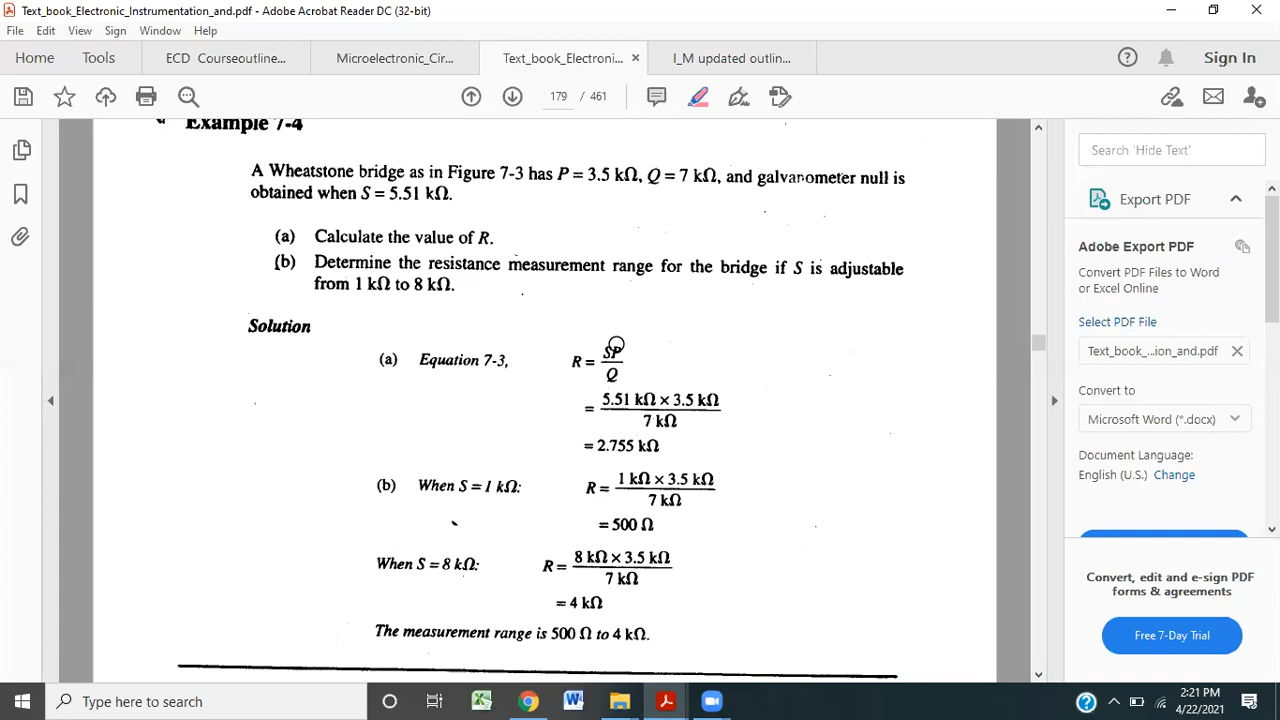 Text_book_Electronic_Instrumentation_and.pdf - Adobe Acrobat Reader DC (32-bit)
File Edit View Sign Window Help
Home Tools ECD Courseoutline... Microelectronic_Cir... Text_book_Electroni... × I_M updated outlin... Sign In
179 / 461
Example 7-4
A Wheatstone bridge as in Figure 7-3 has P = 3.5 kΩ, Q = 7 kΩ, and galvanometer null is
obtained when S = 5.51 kΩ.
(a) Calculate the value of R.
(b) Determine the resistance measurement range for the bridge if S is adjustable
from 1 kΩ to 8 kΩ.
Solution
(a) Equation 7-3, R = SP
Q
= 5.51 kΩ × 3.5 kΩ
7 kΩ
= 2.755 kΩ
(b) When S = 1 kΩ: R = 1 kΩ × 3.5 kΩ
7 kΩ
= 500 Ω
When S = 8 kΩ: R = 8 kΩ × 3.5 kΩ
7 kΩ
= 4 kΩ
The measurement range is 500 Ω to 4 kΩ.
Search 'Hide Text'
Export PDF
Adobe Export PDF
Convert PDF Files to Word
or Excel Online
Select PDF File
Text_book_...ion_and.pdf ×
Convert to
Microsoft Word (*.docx)
Document Language:
English (U.S.) Change
Convert, edit and e-sign PDF
forms & agreements
Free 7-Day Trial
Type here to search
2:21 PM
4/22/2021